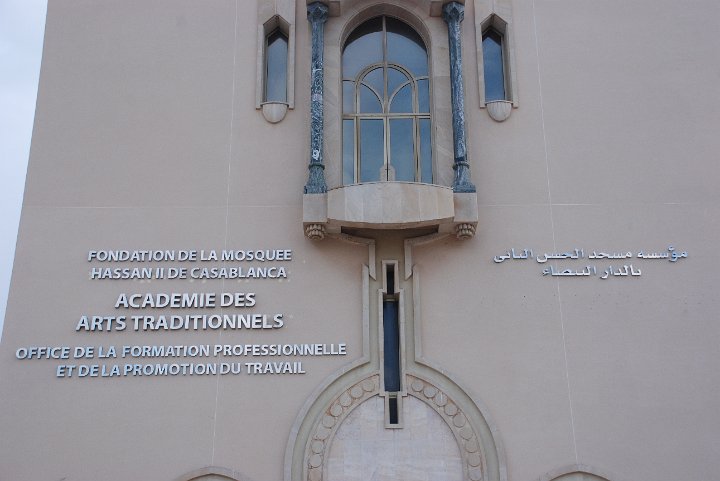 FONDATION DE LA MOSQUEE
HASSAN II DE CASABLANCA
ACADEMIE DES
ARTS TRADITIONNELS
OFFICE DE LA FORMATION PROFESSIONNELLE
ET DE LA PROMOTION DU TRAVAIL
مؤسسة مسجد الحسن الثاني
بالدار البيضاء